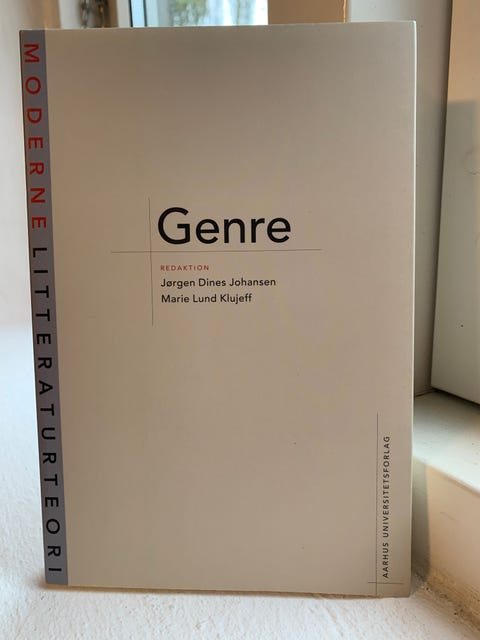 MODERNE LITTERATURTEORI
Genre
REDAKTION
Jørgen Dines Johansen
Marie Lund Klujeff
AARHUS UNIVERSITETSFORLAG